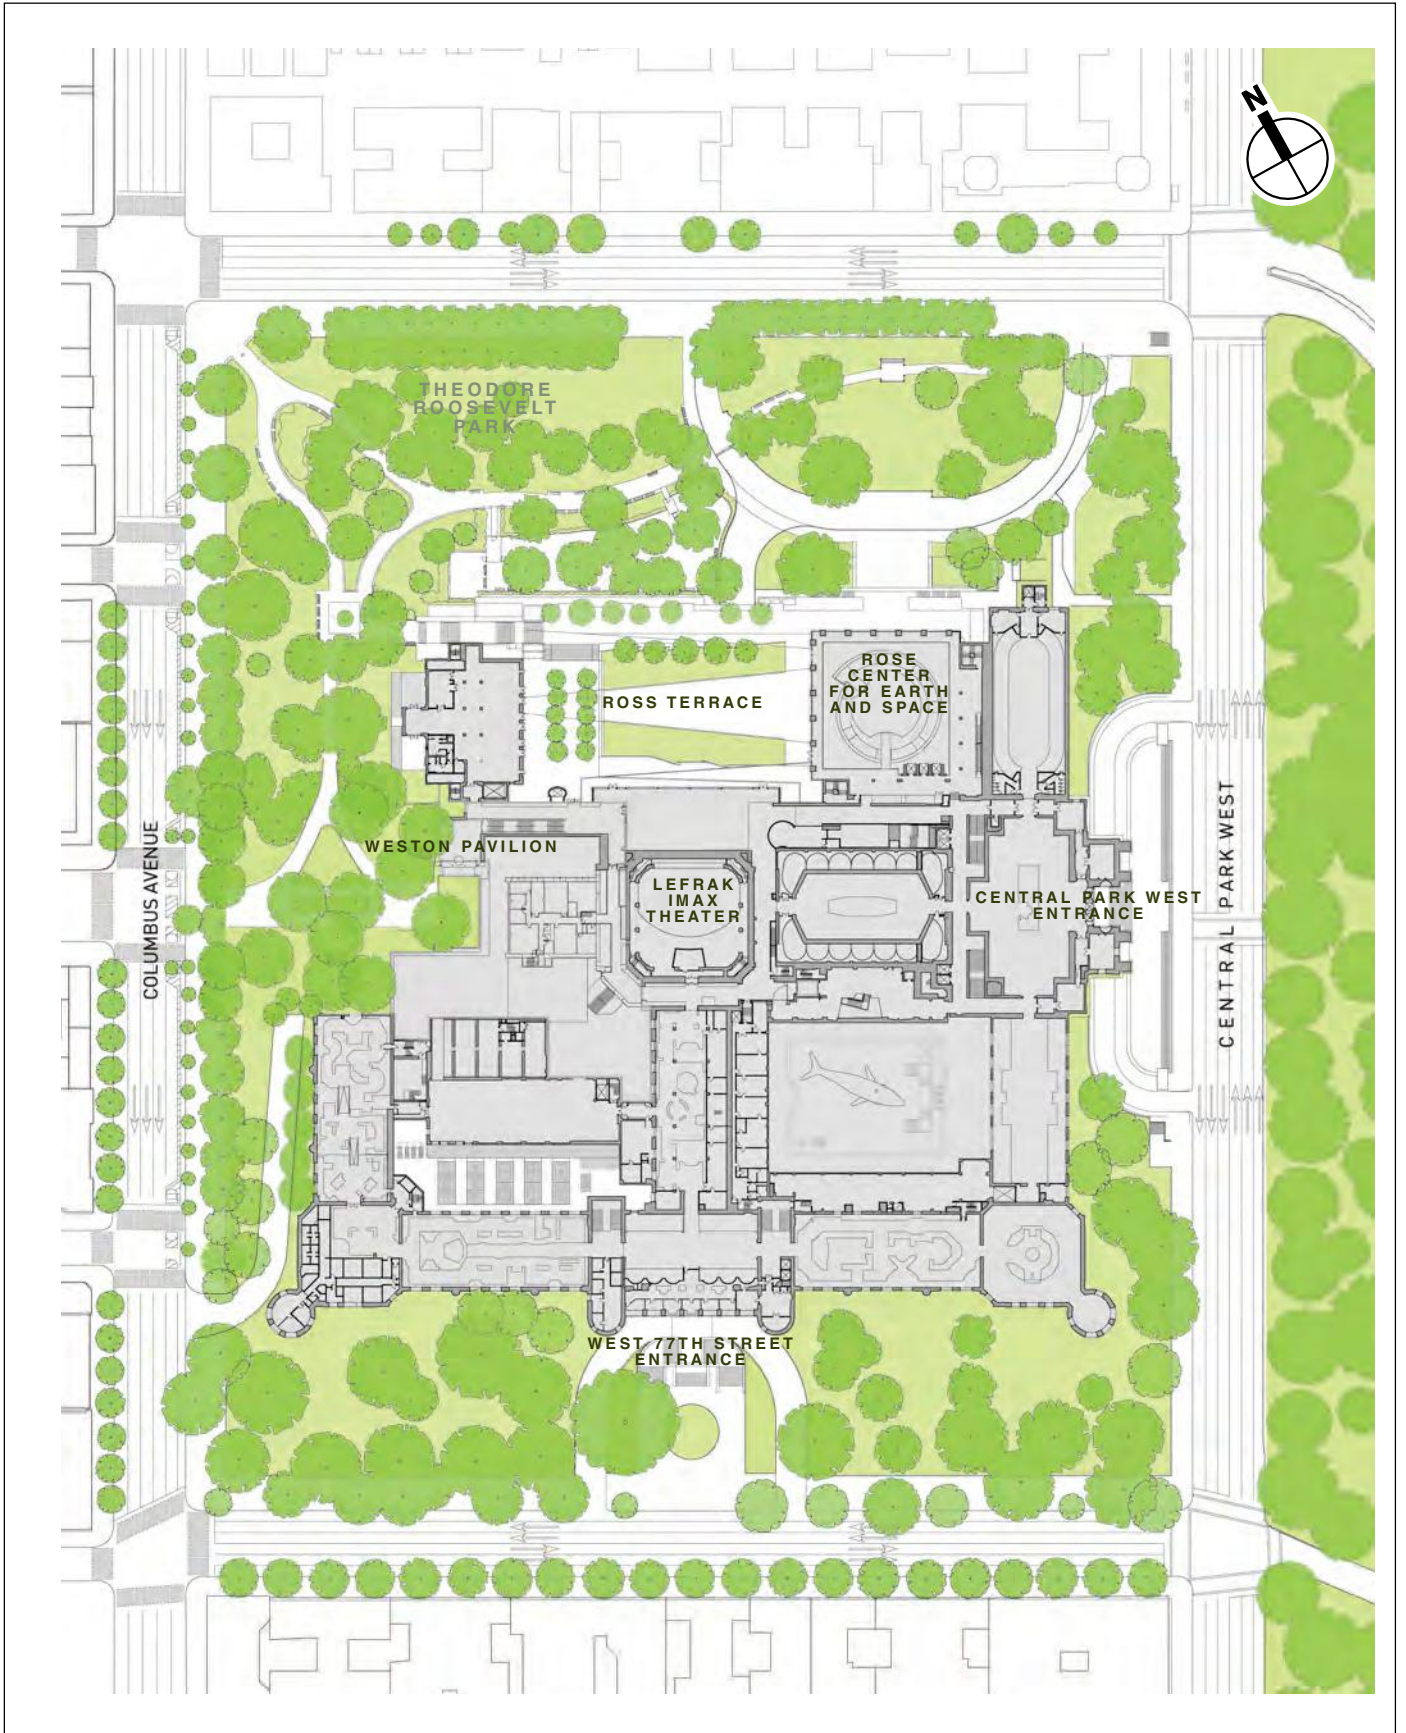 N
THEODORE
ROOSEVELT
PARK
ROSE
CENTER
FOR EARTH
AND SPACE
ROSS TERRACE
WESTON PAVILION
LEFRAK
IMAX
THEATER
CENTRAL PARK WEST
ENTRANCE
COLUMBUS AVENUE
CENTRAL PARK WEST
WEST 77TH STREET
ENTRANCE